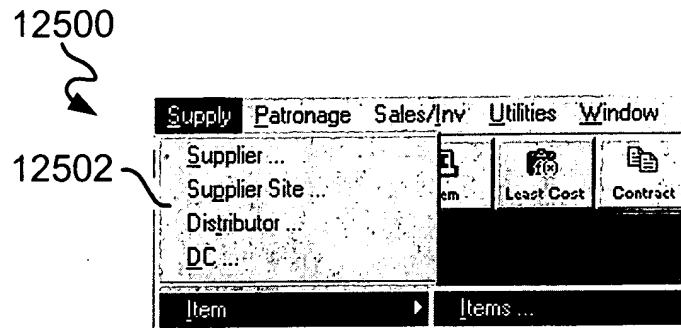 12500
Supply Patronage Sales/Inv Utilities Window
12502
Supplier ...
Supplier Site ...
Distributor ...
DC ...
Least Cost Contract
Item Items ...